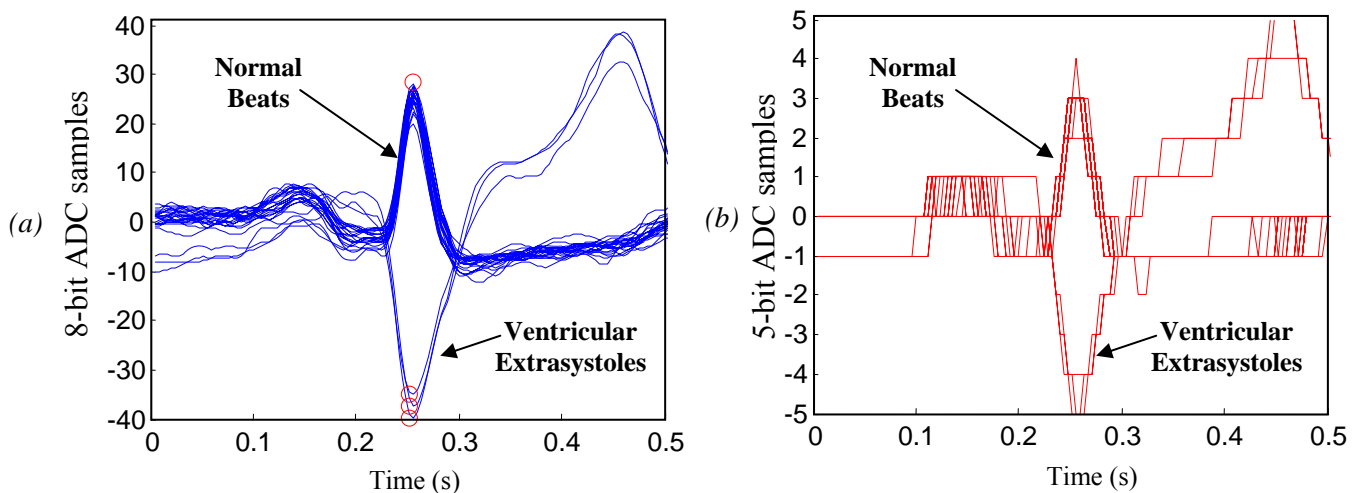 (a)
8-bit ADC samples
40
30
20
10
0
-10
-20
-30
-40
Normal
Beats
Ventricular
Extrasystoles
0
0.1
0.2
0.3
0.4
0.5
Time (s)
(b)
5-bit ADC samples
5
4
3
2
1
0
-1
-2
-3
-4
-5
Normal
Beats
Ventricular
Extrasystoles
0
0.1
0.2
0.3
0.4
0.5
Time (s)